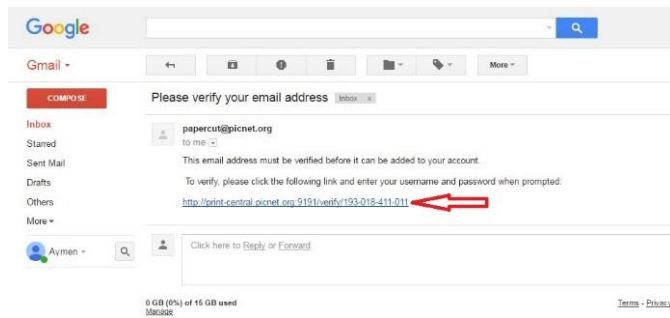 Google
Gmail
More
COMPOSE
Please verify your email address Inbox x
Inbox
Starred
Sent Mail
Drafts
Others
More
Aymen
papercut@picnet.org
to me
This email address must be verified before it can be added to your account.
To verify, please click the following link and enter your username and password when prompted:
http://print-central.picnet.org:9191/verify/193-018-411-011
Click here to Reply or Forward
0 GB (0%) of 15 GB used
Manage
Terms - Privacy